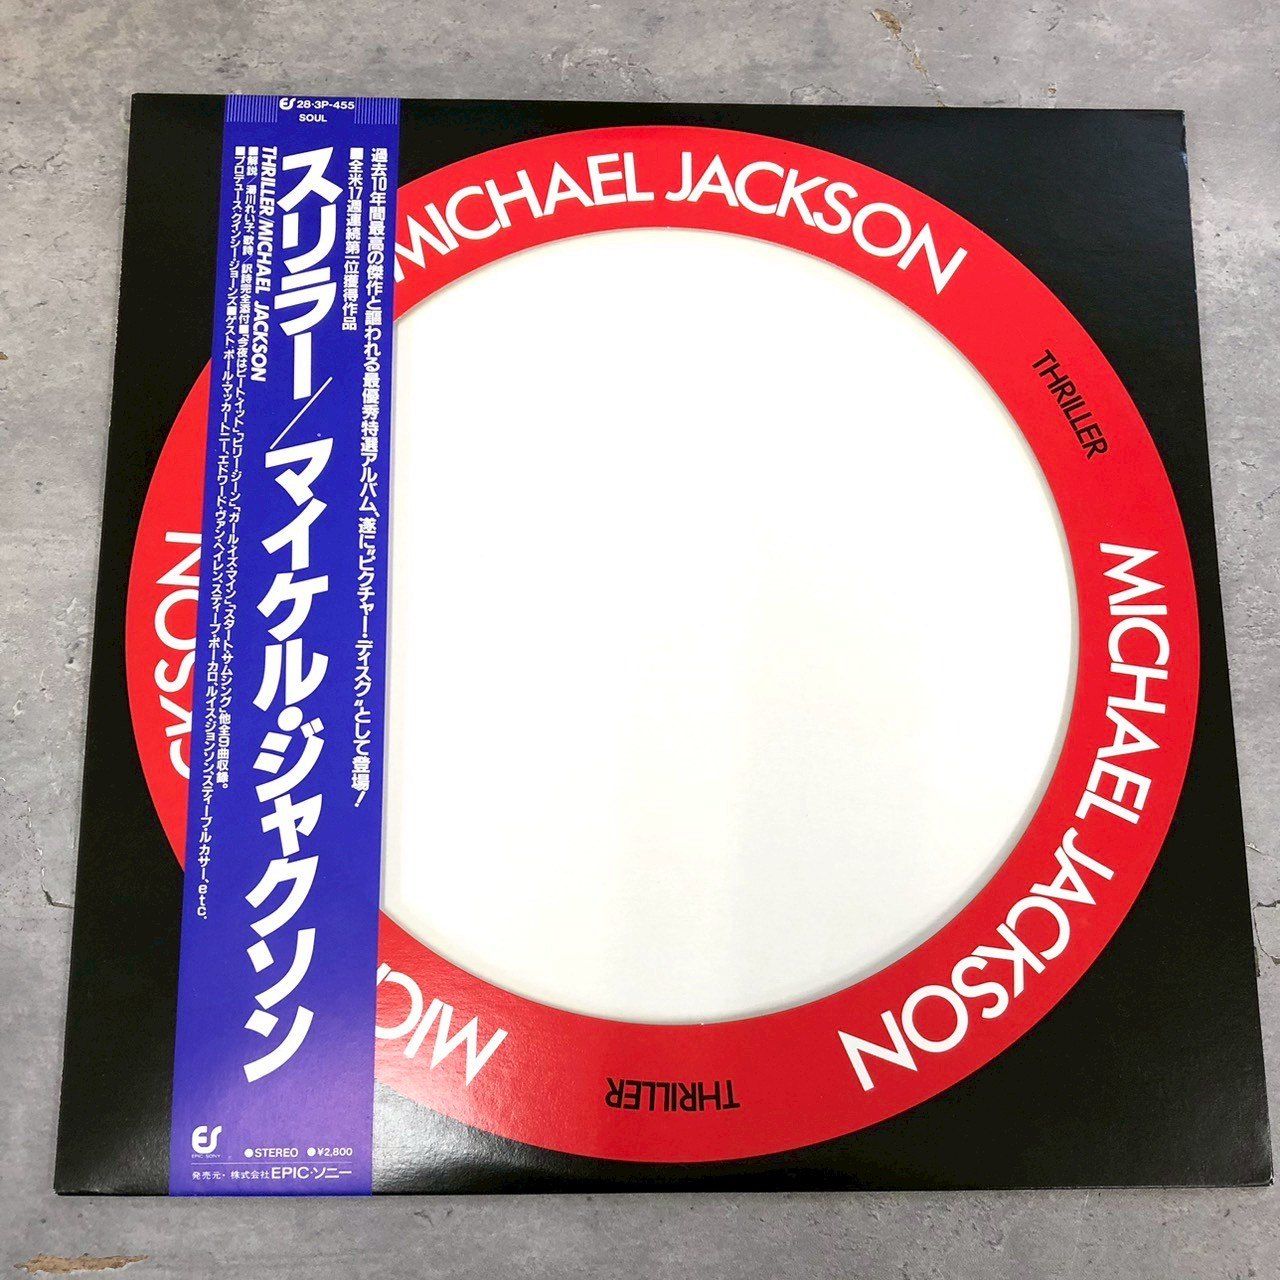 ES 28・3P-455
SOUL
過去10年間最高の傑作と謳われる最優秀特選アルバム、遂に"ピクチャー・ディスク"として登場!
■全米17週連続第一位獲得作品
スリラー/マイケル・ジャクソン
THRILLER/MICHAEL JACKSON
■解説/湯川れい子、歌詩/訳詩完全添付■「今夜はビート・イット」「ビリー・ジーン」「ガール・イズ・マイン」「スタート・サムシング」他全9曲収録。
■プロデュース:クインシー・ジョーンズ■ゲスト:ポール・マッカートニー、エドワード・ヴァン・ヘイレン、スティーブ・ポーカロ、ルイス・ジョンソン、スティーブ・ルカサー、etc.
ES
EPIC SONY
●STEREO ●¥2,800
発売元・株式会社EPIC・ソニー
MICHAEL JACKSON
THRILLER
MICHAEL JACKSON
THRILLER
MIC
KSON